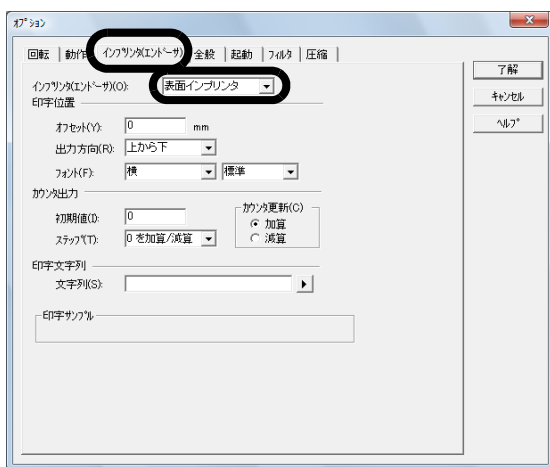 ｵﾌﾟｼｮﾝ
回転 動作 ｲﾝﾌﾟﾘﾝﾀ(ｴﾝﾄﾞｰｻ) 全般 起動 ﾌｨﾙﾀ 圧縮
了解
ｷｬﾝｾﾙ
ﾍﾙﾌﾟ
ｲﾝﾌﾟﾘﾝﾀ(ｴﾝﾄﾞｰｻ)(O): 表面インプリンタ
印字位置
ｵﾌｾｯﾄ(Y): 0 mm
出力方向(R): 上から下
ﾌｫﾝﾄ(F): 横 標準
ｶｳﾝﾀ出力
初期値(I): 0
ｽﾃｯﾌﾟ(T): 0 を加算/減算
ｶｳﾝﾀ更新(C)
加算
減算
印字文字列
文字列(S):
印字ｻﾝﾌﾟﾙ